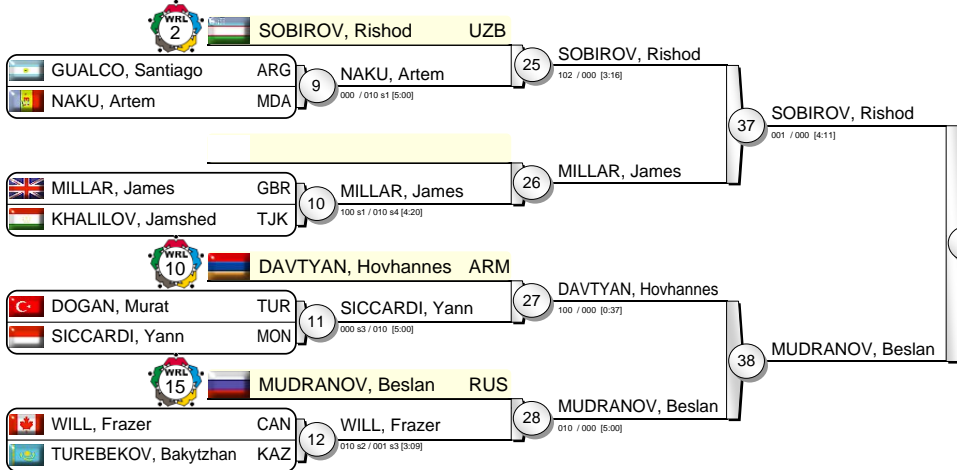 WRL
2
SOBIROV, Rishod UZB
GUALCO, Santiago ARG
NAKU, Artem MDA
9
NAKU, Artem
000 / 010 s1 [5:00]
25
SOBIROV, Rishod
102 / 000 [3:16]
37
SOBIROV, Rishod
001 / 000 [4:11]
MILLAR, James GBR
KHALILOV, Jamshed TJK
10
MILLAR, James
100 s1 / 010 s4 [4:20]
26
MILLAR, James
WRL
10
DAVTYAN, Hovhannes ARM
DOGAN, Murat TUR
SICCARDI, Yann MON
11
SICCARDI, Yann
000 s3 / 010 [5:00]
27
DAVTYAN, Hovhannes
100 / 000 [0:37]
38
MUDRANOV, Beslan
WRL
15
MUDRANOV, Beslan RUS
WILL, Frazer CAN
TUREBEKOV, Bakytzhan KAZ
12
WILL, Frazer
010 s2 / 001 s3 [3:09]
28
MUDRANOV, Beslan
010 / 000 [5:00]